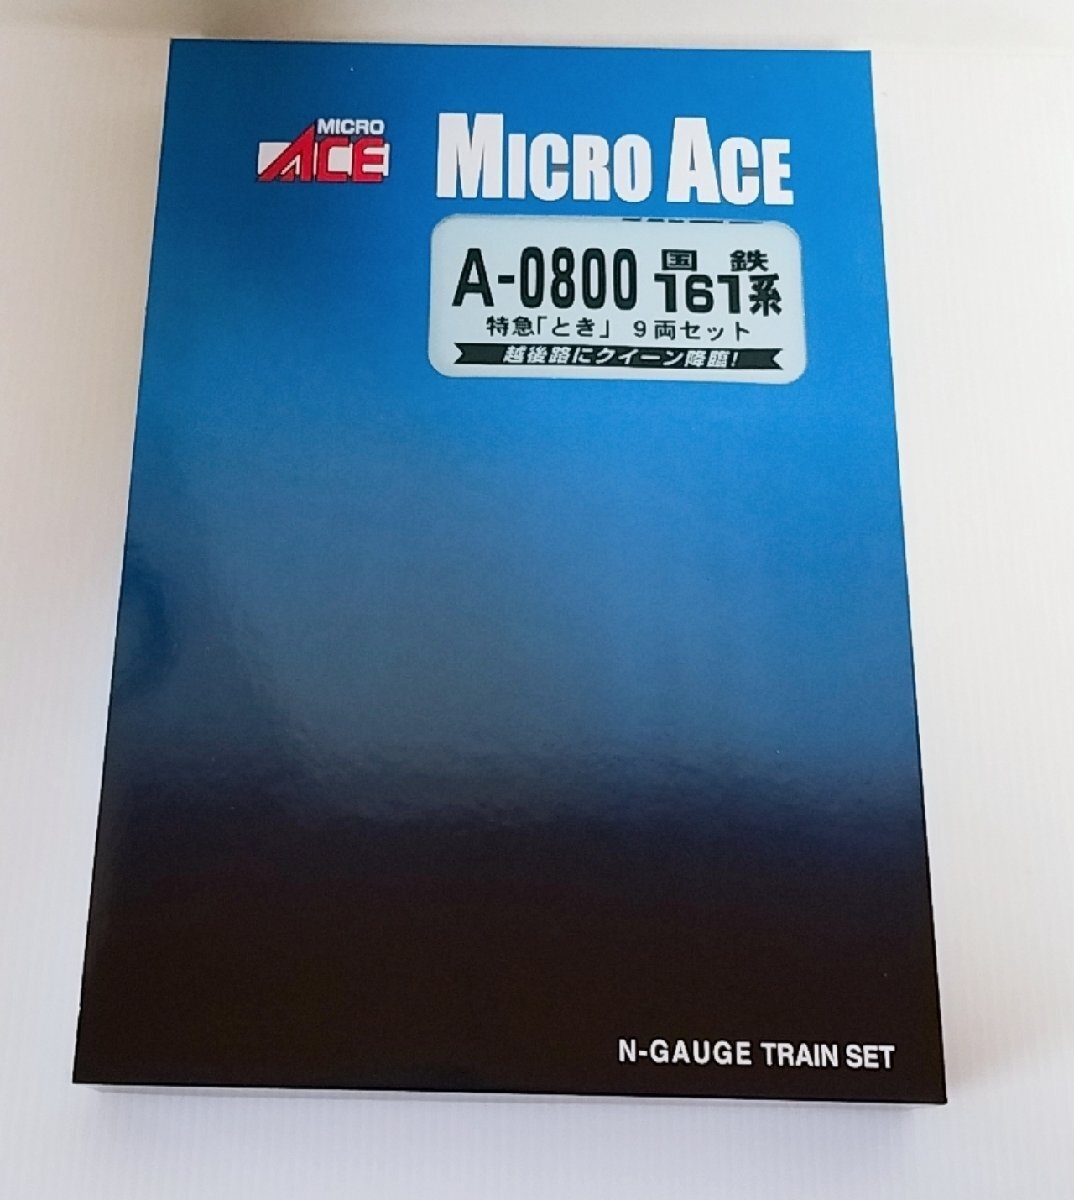 MICRO
ACE
MICRO ACE
A-0800 国鉄
161系
特急「とき」 9両セット
越後路にクイーン降臨!
N-GAUGE TRAIN SET